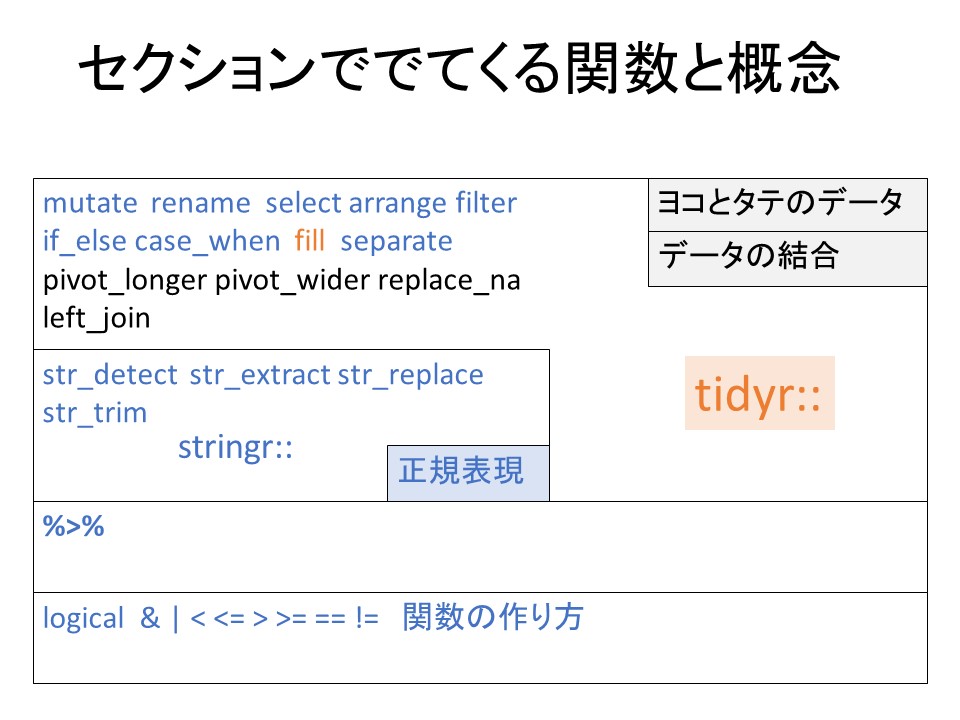 セクションででてくる関数と概念
mutate rename select arrange filter
if_else case_when fill separate
pivot_longer pivot_wider replace_na
left_join
ヨコとタテのデータ
データの結合
str_detect str_extract str_replace
str_trim
stringr::
正規表現
tidyr::
%>%
logical & | < <= > >= == != 関数の作り方